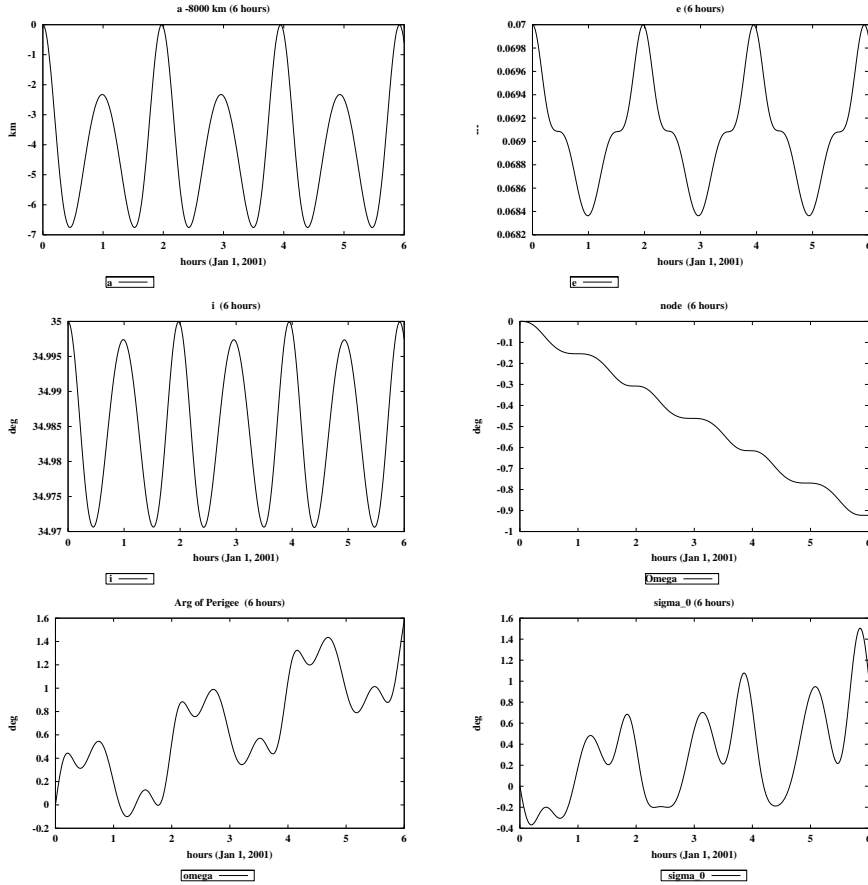 a -8000 km (6 hours)
0
-1
-2
-3
-4
-5
-6
-7
km
0 1 2 3 4 5 6
hours (Jan 1, 2001)
a
e (6 hours)
0.07
0.0698
0.0696
0.0694
0.0692
0.069
0.0688
0.0686
0.0684
0.0682
---
0 1 2 3 4 5 6
hours (Jan 1, 2001)
e
i (6 hours)
35
34.995
34.99
34.985
34.98
34.975
34.97
deg
0 1 2 3 4 5 6
hours (Jan 1, 2001)
i
node (6 hours)
0
-0.1
-0.2
-0.3
-0.4
-0.5
-0.6
-0.7
-0.8
-0.9
-1
deg
0 1 2 3 4 5 6
hours (Jan 1, 2001)
Omega
Arg of Perigee (6 hours)
1.6
1.4
1.2
1
0.8
0.6
0.4
0.2
0
-0.2
deg
0 1 2 3 4 5 6
hours (Jan 1, 2001)
omega
sigma_0 (6 hours)
1.6
1.4
1.2
1
0.8
0.6
0.4
0.2
0
-0.2
-0.4
deg
0 1 2 3 4 5 6
hours (Jan 1, 2001)
sigma_0